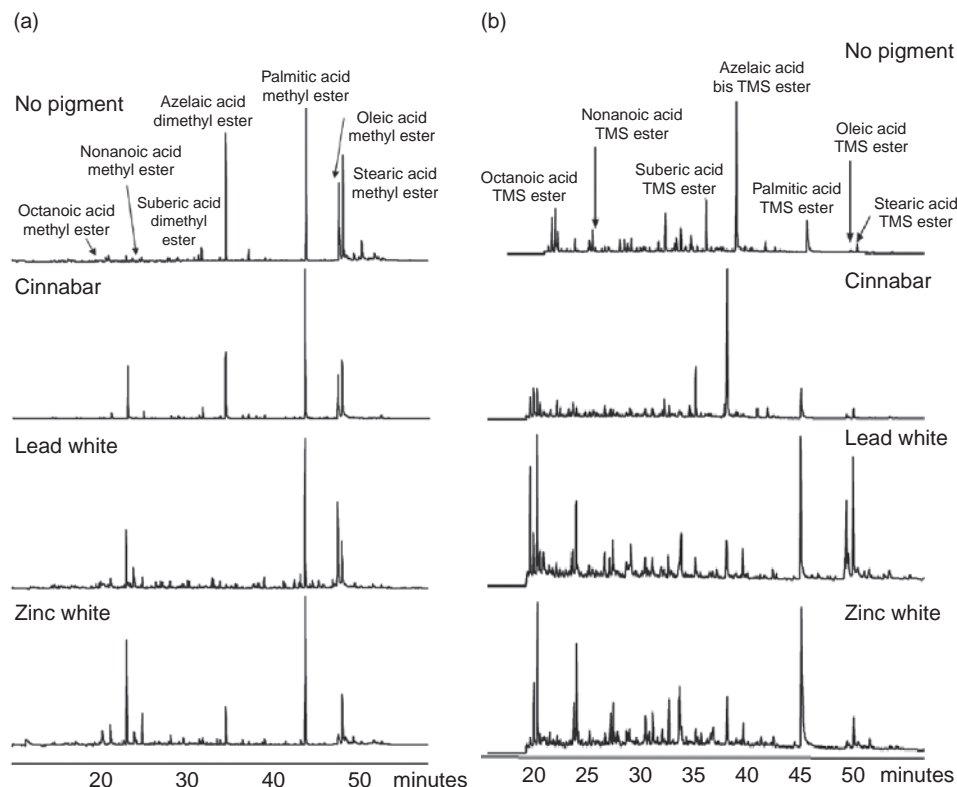 (a)
No pigment
Palmitic acid
methyl ester
Azelaic acid
dimethyl ester
Oleic acid
methyl ester
Nonanoic acid
methyl ester
Stearic acid
methyl ester
Suberic acid
dimethyl
ester
Octanoic acid
methyl ester
Cinnabar
Lead white
Zinc white
20 30 40 50 minutes
(b)
No pigment
Azelaic acid
bis TMS ester
Nonanoic acid
TMS ester
Oleic acid
TMS ester
Octanoic acid
TMS ester
Suberic acid
TMS ester
Palmitic acid
TMS ester
Stearic acid
TMS ester
Cinnabar
Lead white
Zinc white
20 25 30 35 40 45 50 minutes